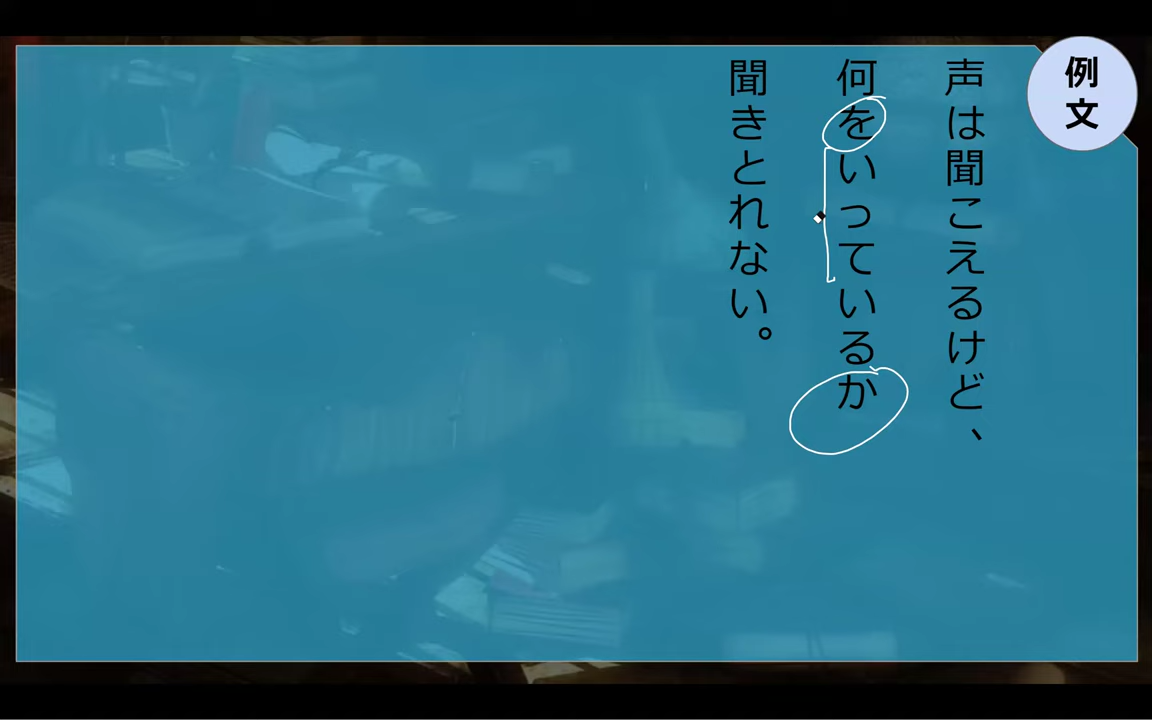 例文
声は聞こえるけど、
何をいっているか
聞きとれない。